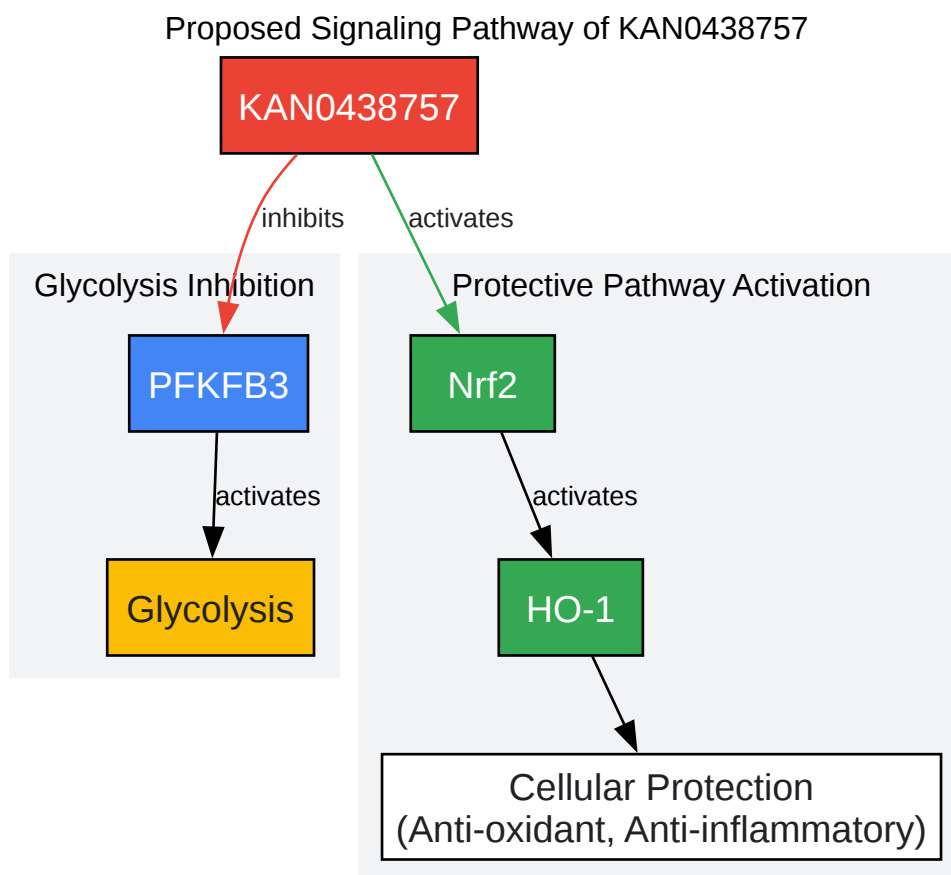 Proposed Signaling Pathway of KAN0438757
KAN0438757
inhibits
activates
Glycolysis Inhibition
Protective Pathway Activation
PFKFB3
Nrf2
activates
activates
Glycolysis
HO-1
Cellular Protection
(Anti-oxidant, Anti-inflammatory)